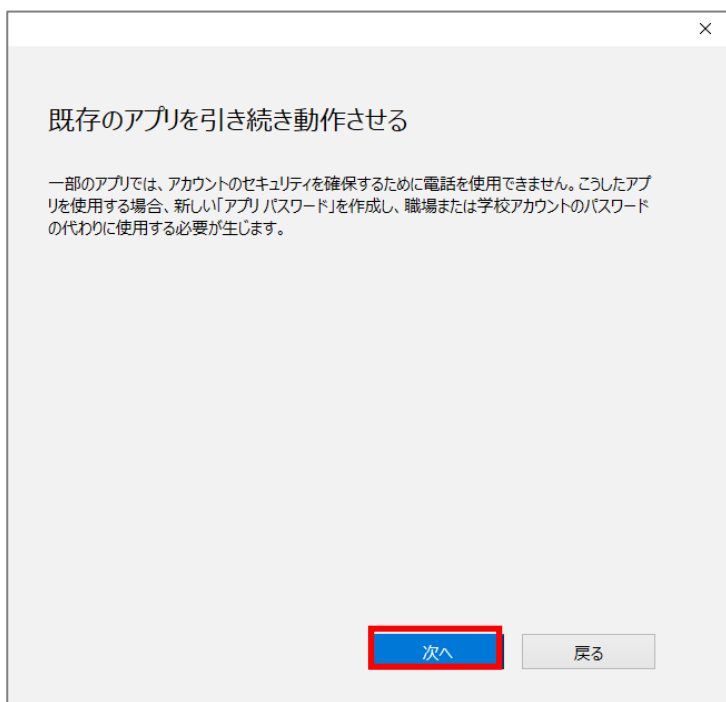 既存のアプリを引き続き動作させる
一部のアプリでは、アカウントのセキュリティを確保するために電話を使用できません。こうしたアプ
リを使用する場合、新しい「アプリ パスワード」を作成し、職場または学校アカウントのパスワード
の代わりに使用する必要が生じます。
次へ
戻る